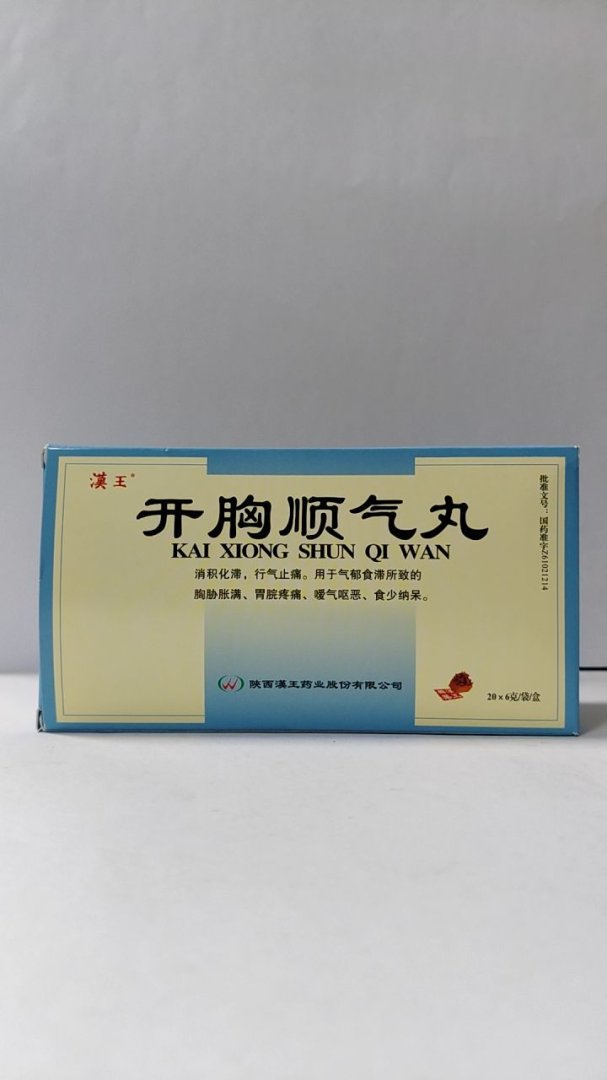 漢王®
开胸顺气丸
KAI XIONG SHUN QI WAN
消积化滞，行气止痛。用于气郁食滞所致的
胸胁胀满、胃脘疼痛、嗳气呕恶、食少纳呆。
批准文号：国药准字Z61021214
陕西漢王药业股份有限公司
20×6克/袋/盒